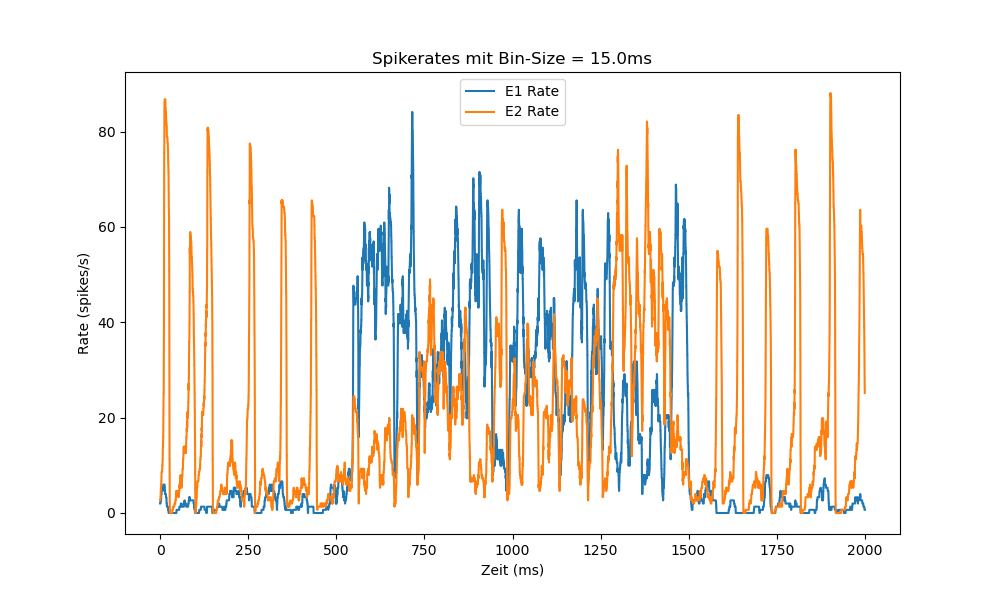 Spikerates mit Bin-Size = 15.0ms
E1 Rate
E2 Rate
Rate (spikes/s)
80
60
40
20
0
0 250 500 750 1000 1250 1500 1750 2000
Zeit (ms)